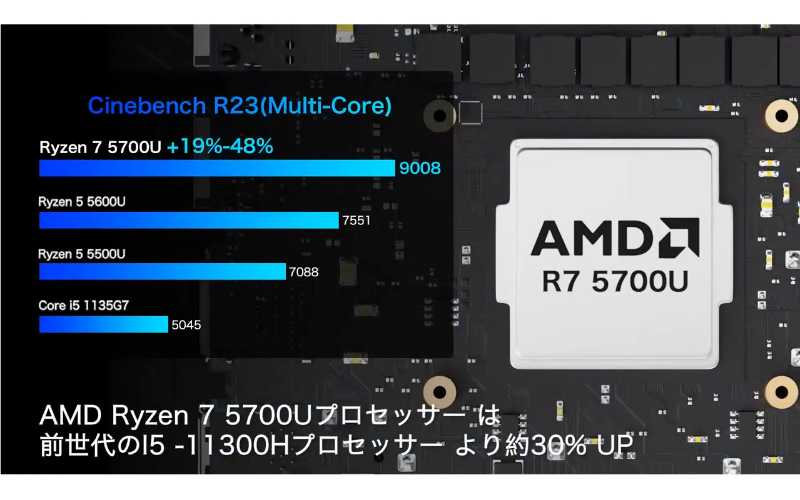 Cinebench R23(Multi-Core)
Ryzen 7 5700U +19%-48%
9008
Ryzen 5 5600U
7551
Ryzen 5 5500U
7088
Core i5 1135G7
5045
AMD
R7 5700U
AMD Ryzen 7 5700Uプロセッサー は
前世代のI5 -11300Hプロセッサー より約30% UP